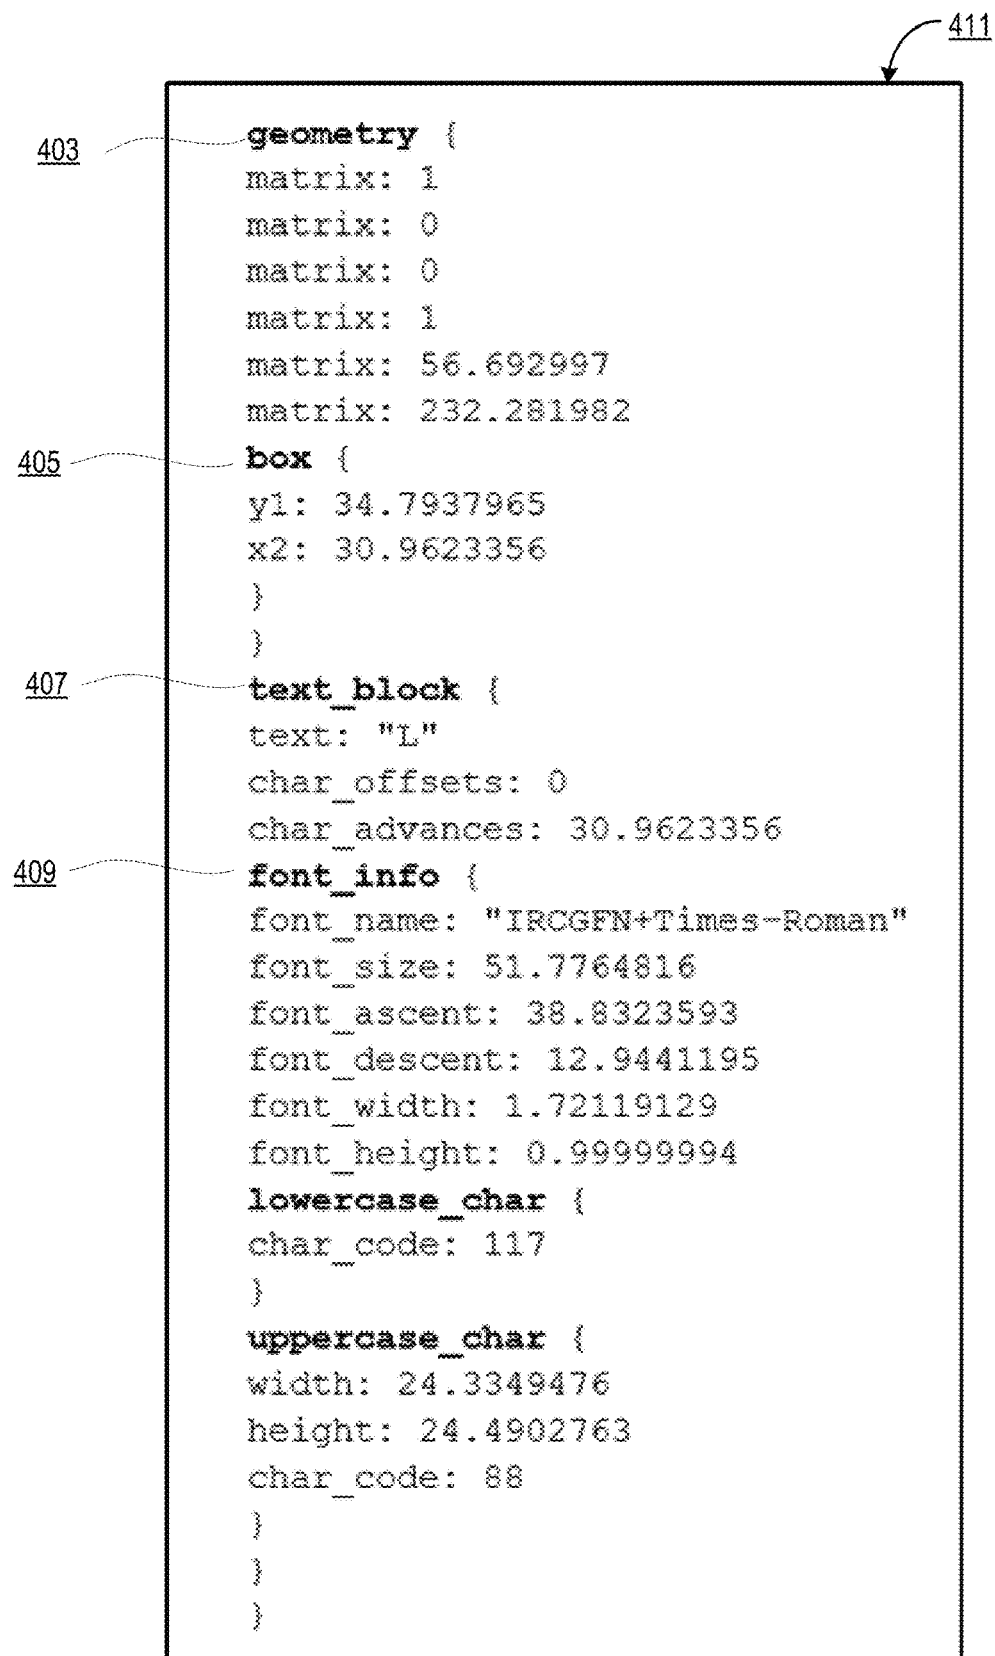 411
403 geometry {
matrix: 1
matrix: 0
matrix: 0
matrix: 1
matrix: 56.692997
matrix: 232.281982
405 box {
y1: 34.7937965
x2: 30.9623356
}
}
407 text_block {
text: "L"
char_offsets: 0
char_advances: 30.9623356
409 font_info {
font_name: "IRCGFN+Times-Roman"
font_size: 51.7764816
font_ascent: 38.8323593
font_descent: 12.9441195
font_width: 1.72119129
font_height: 0.99999994
lowercase_char {
char_code: 117
}
uppercase_char {
width: 24.3349476
height: 24.4902763
char_code: 88
}
}
}